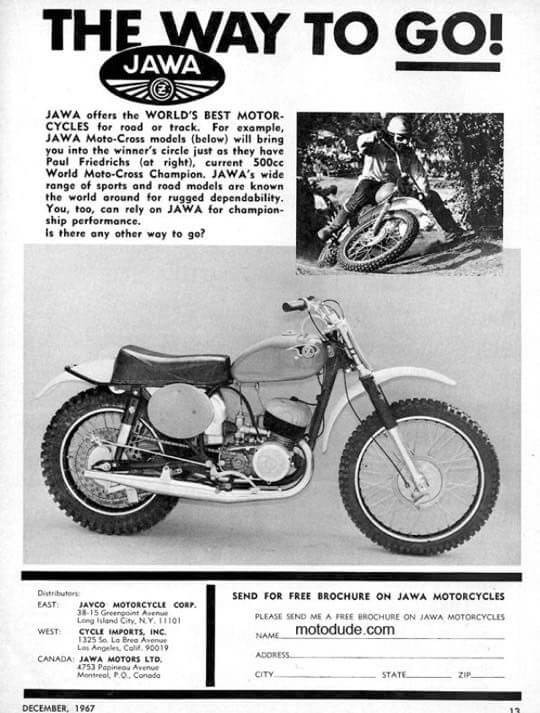 THE WAY TO GO!
JAWA
CZ
JAWA offers the WORLD'S BEST MOTOR-
CYCLES for road or track. For example,
JAWA Moto-Cross models (below) will bring
you into the winner's circle just as they have
Paul Friedrichs (at right), current 500cc
World Moto-Cross Champion. JAWA's wide
range of sports and road models are known
the world around for rugged dependability.
You, too, can rely on JAWA for champion-
ship performance.
Is there any other way to go?
Distributors:
EAST: JAVCO MOTORCYCLE CORP.
38-15 Greenpoint Avenue
Long Island City, N.Y. 11101
WEST: CYCLE IMPORTS, INC.
1325 So. La Brea Avenue
Los Angeles, Calif. 90019
CANADA: JAWA MOTORS LTD.
4753 Papineau Avenue
Montreal, P.Q., Canada
SEND FOR FREE BROCHURE ON JAWA MOTORCYCLES
PLEASE SEND ME A FREE BROCHURE ON JAWA MOTORCYCLES
NAME motodude.com
ADDRESS
CITY STATE ZIP
DECEMBER, 1967
13